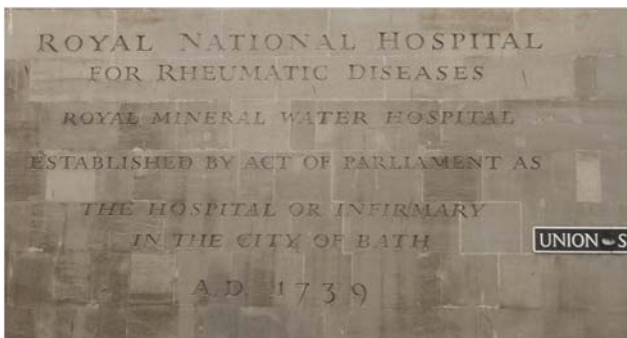 ROYAL NATIONAL HOSPITAL
FOR RHEUMATIC DISEASES
ROYAL MINERAL WATER HOSPITAL
ESTABLISHED BY ACT OF PARLIAMENT AS
THE HOSPITAL OR INFIRMARY
IN THE CITY OF BATH
UNION S
A.D. 1739